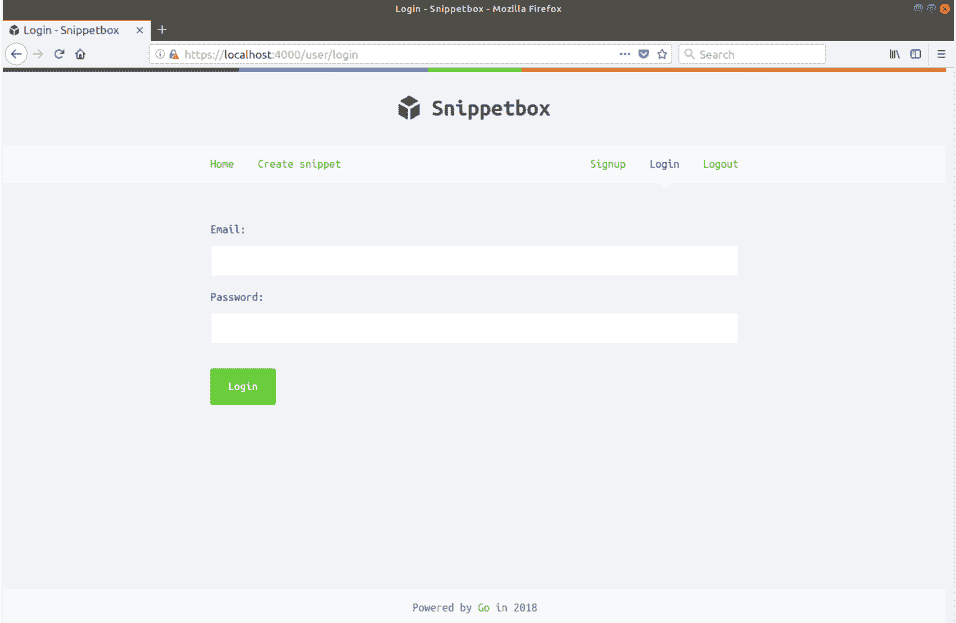 Login - Snippetbox - Mozilla Firefox
Login - Snippetbox
https://localhost:4000/user/login
Search
Snippetbox
Home Create snippet Signup Login Logout
Email:
Password:
Login
Powered by Go in 2018